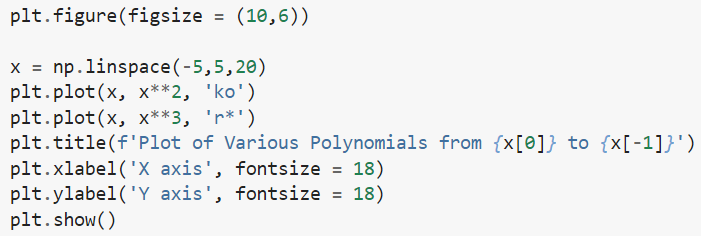 plt.figure(figsize = (10,6))
x = np.linspace(-5,5,20)
plt.plot(x, x**2, 'ko')
plt.plot(x, x**3, 'r*')
plt.title(f'Plot of Various Polynomials from {x[0]} to {x[-1]}')
plt.xlabel('X axis', fontsize = 18)
plt.ylabel('Y axis', fontsize = 18)
plt.show()